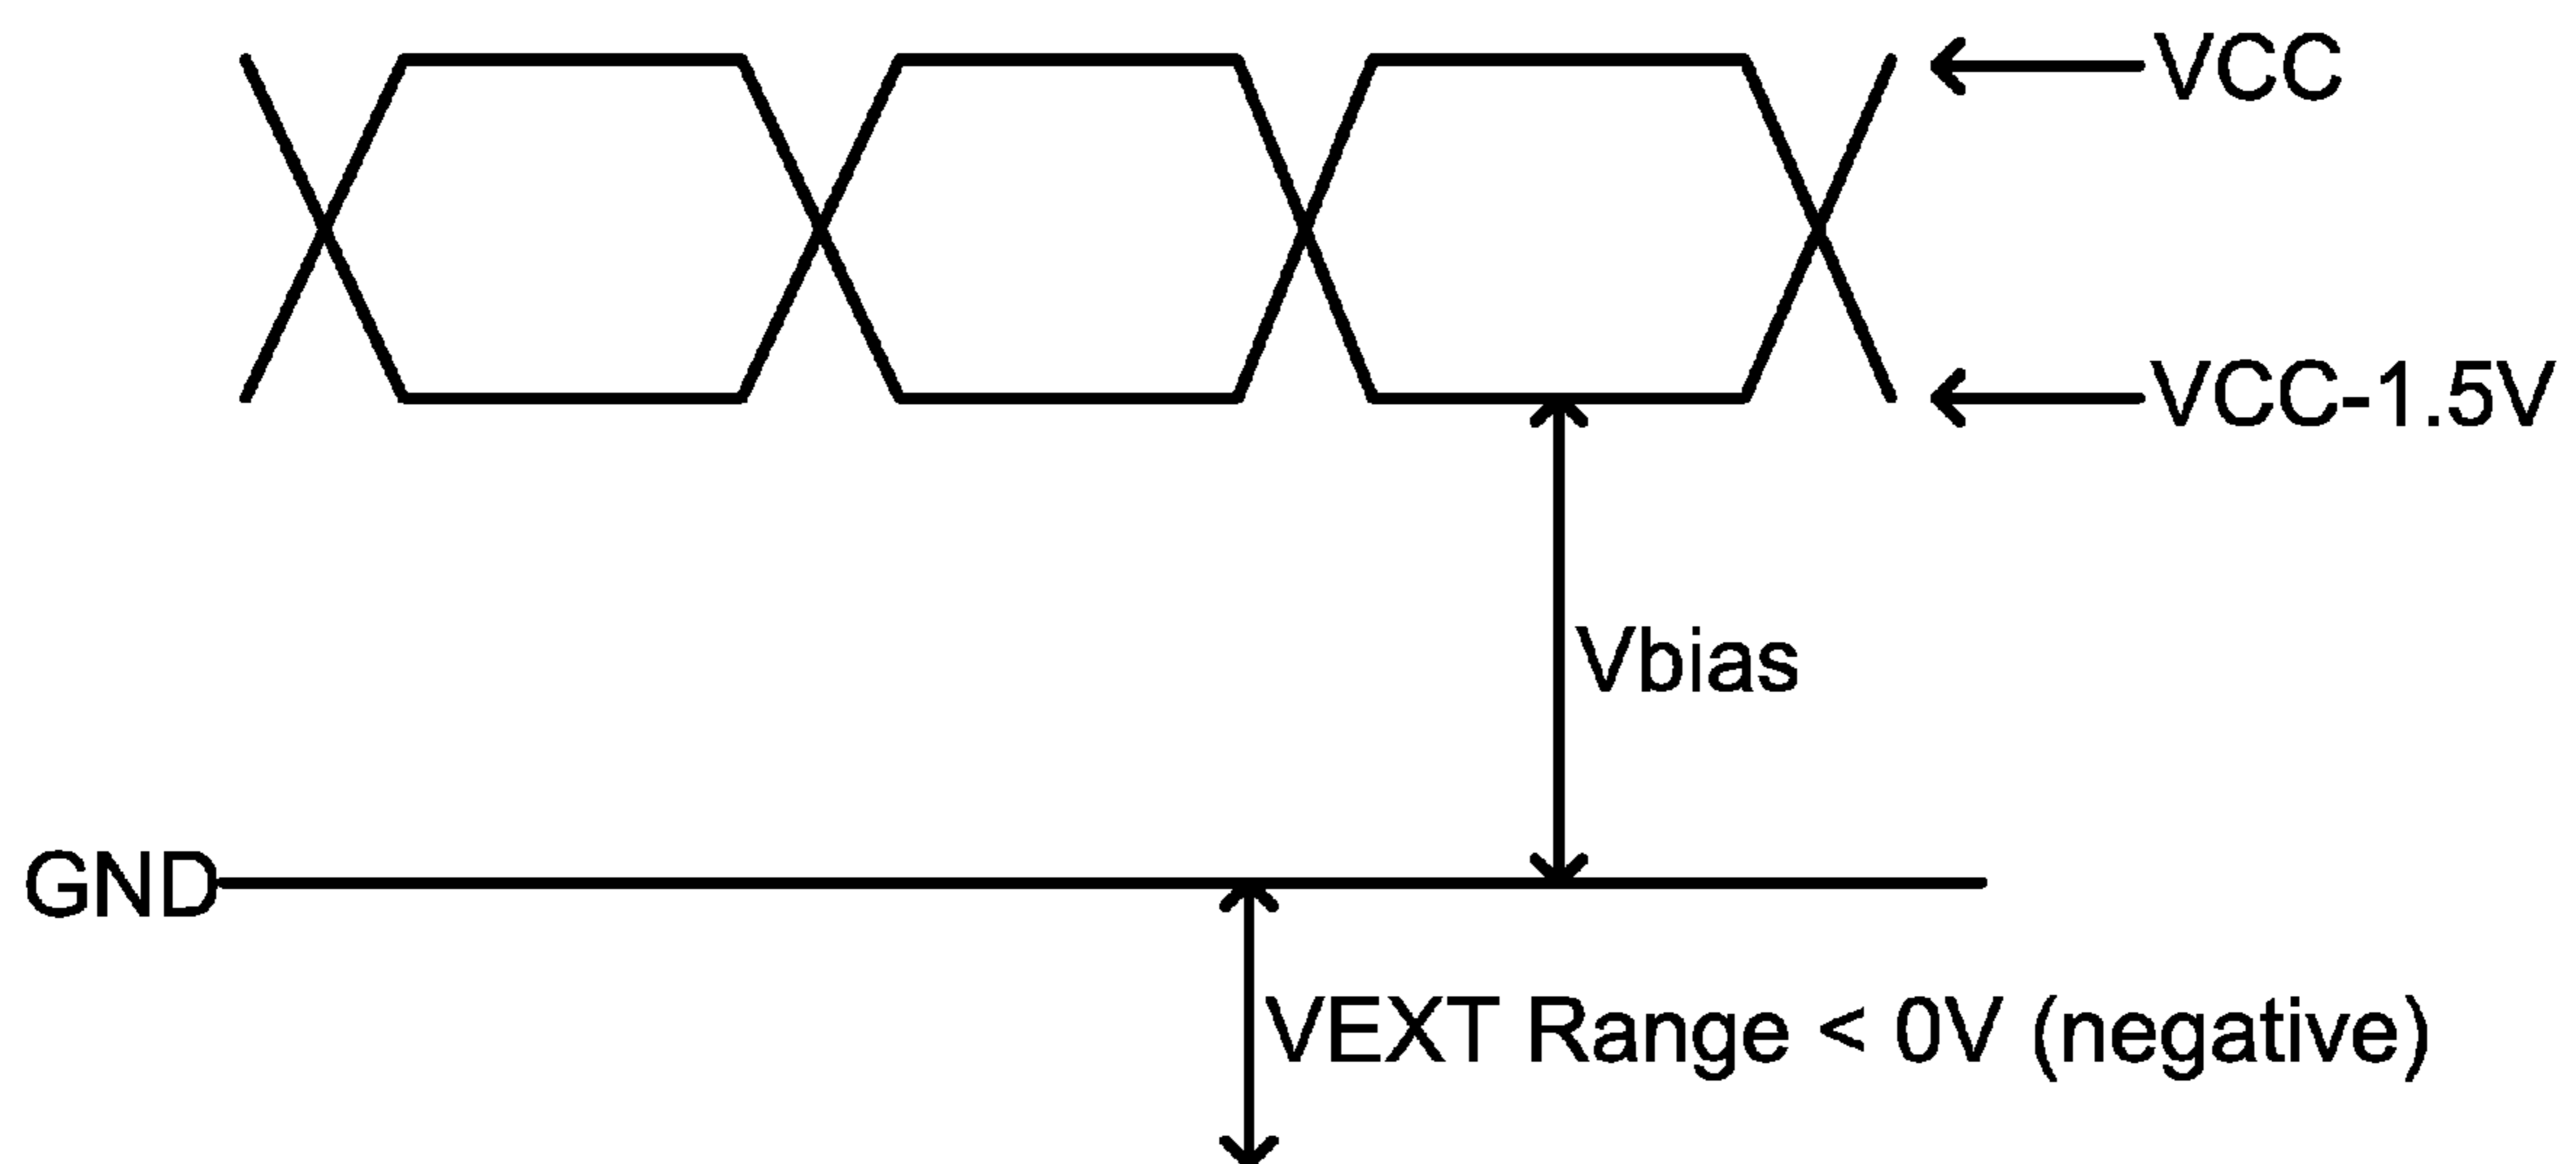 VCC
VCC-1.5V
Vbias
GND
VEXT Range < 0V (negative)